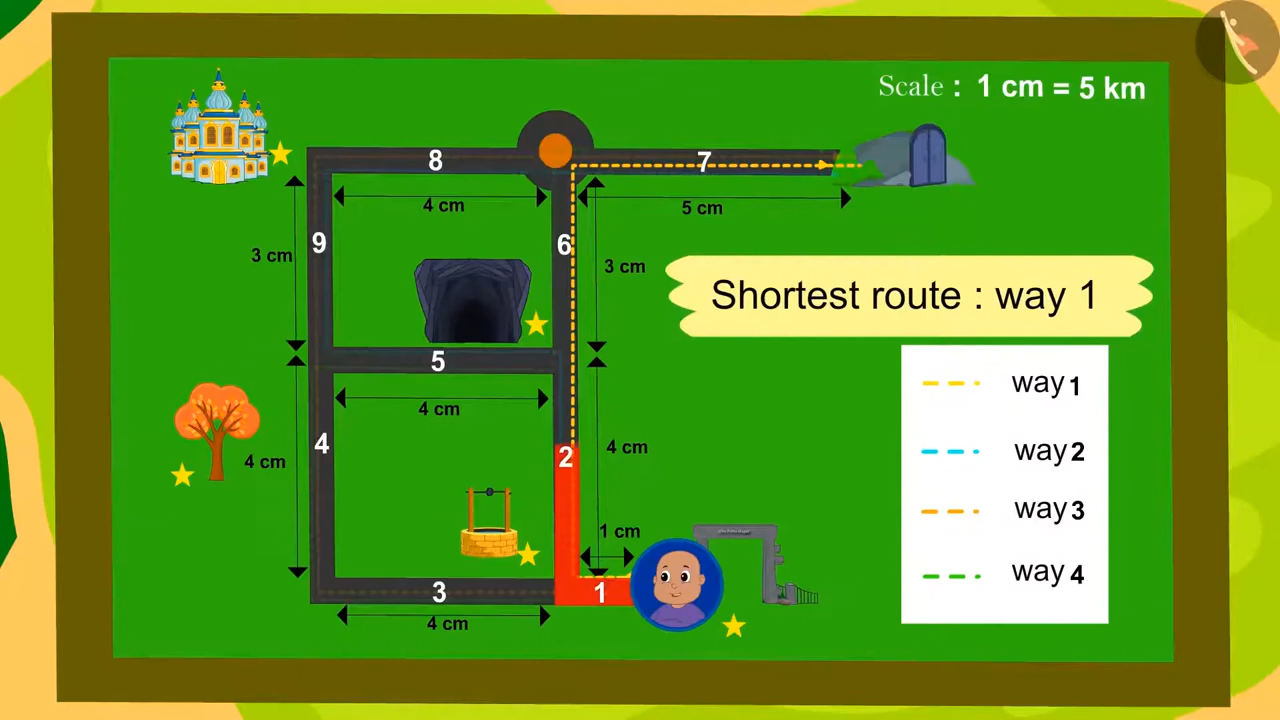 Scale : 1 cm = 5 km
8
7
4 cm
5 cm
9
6
3 cm
3 cm
Shortest route : way 1
5
4 cm
way 1
4
2
4 cm
4 cm
way 2
way 3
1 cm
way 4
3
1
4 cm